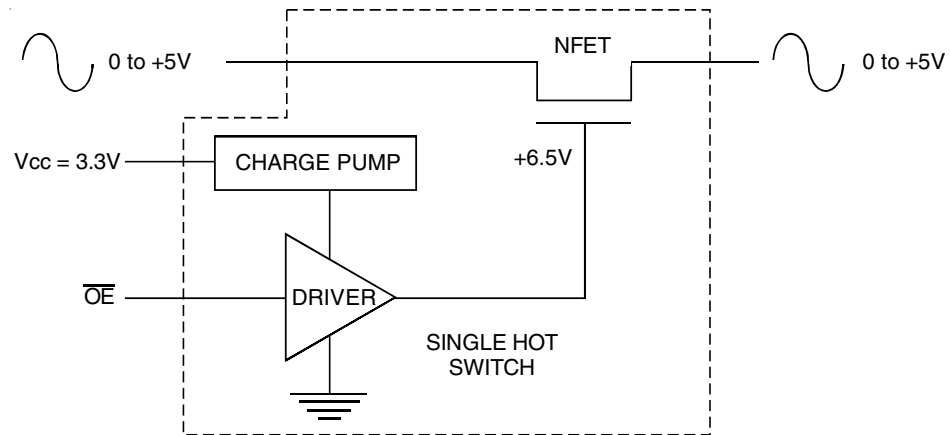 NFET
0 to +5V
0 to +5V
Vcc = 3.3V
CHARGE PUMP
+6.5V
OE
DRIVER
SINGLE HOT
SWITCH